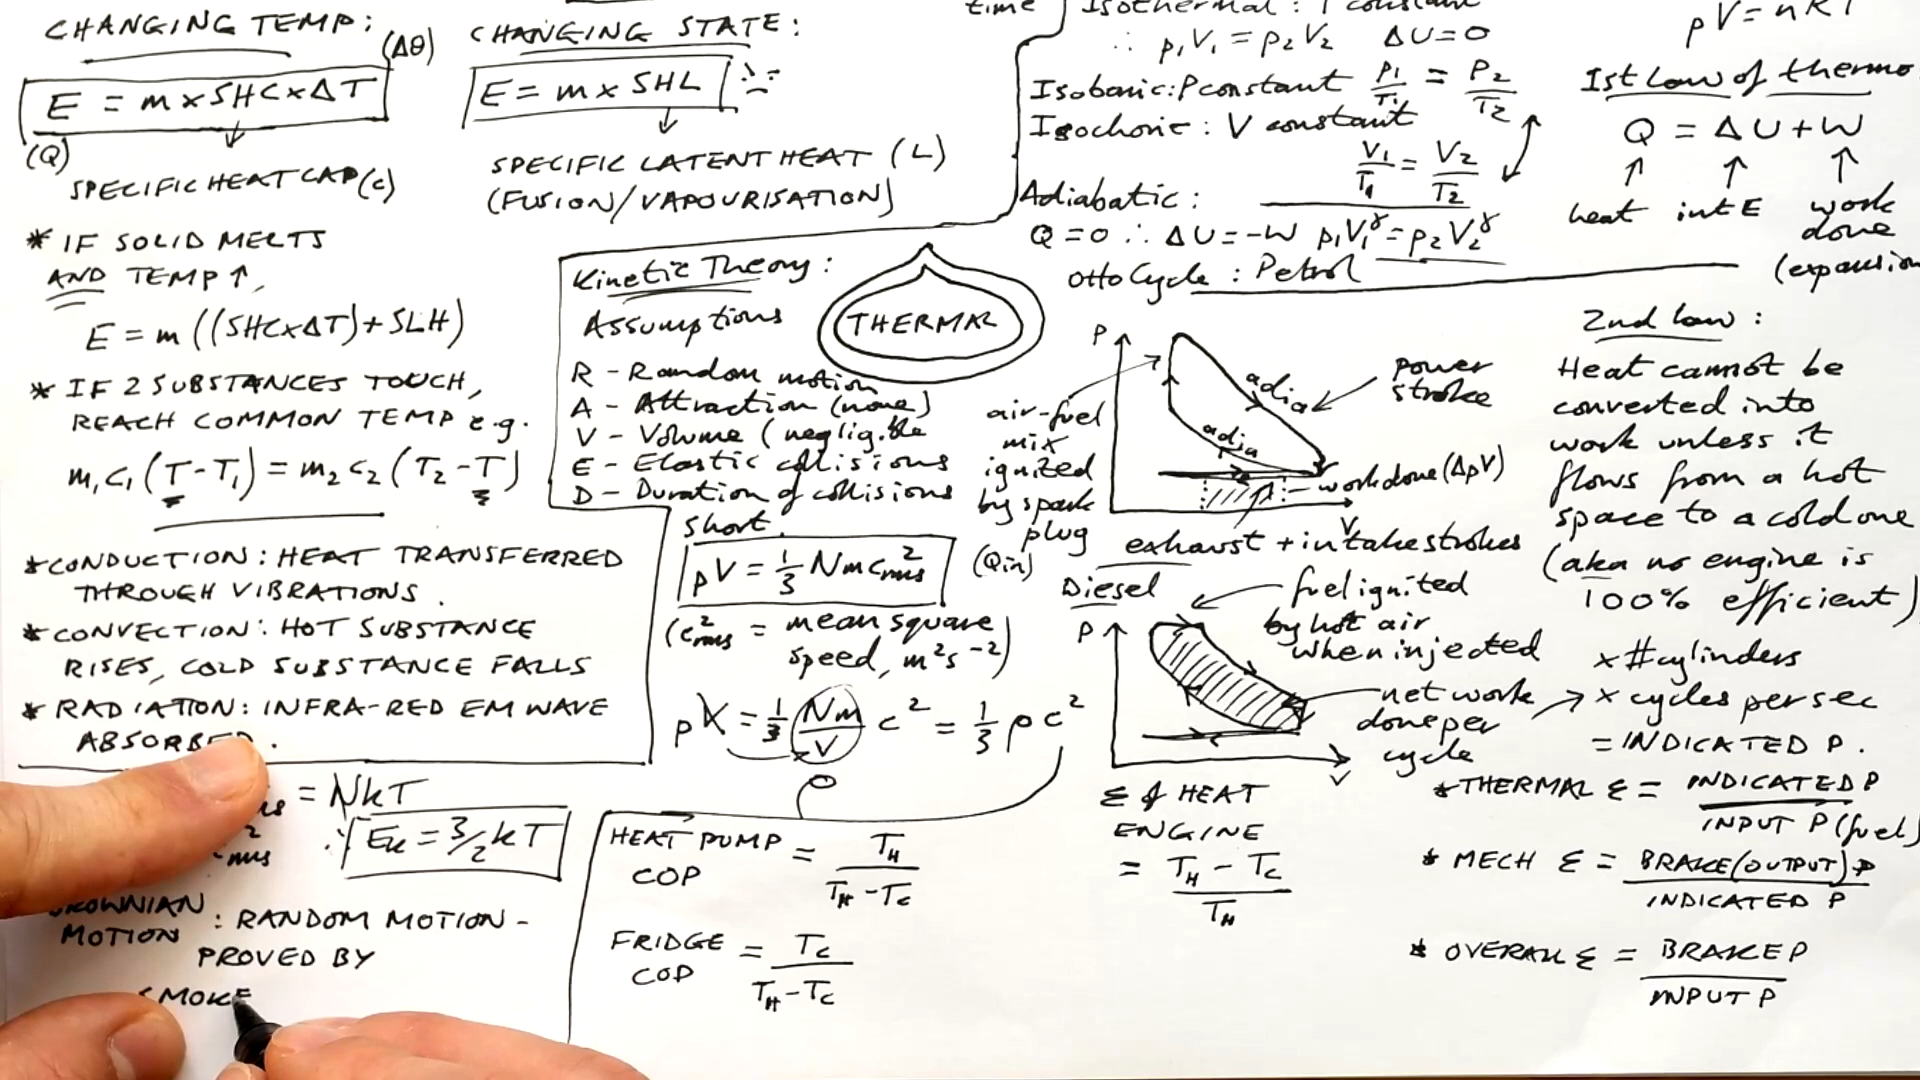 CHANGING TEMP:
(Δθ)
E = m x SHC x ΔT
(Q)
SPECIFIC HEAT CAP (c)
* IF SOLID MELTS
AND TEMP ↑,
E = m ((SHC x ΔT) + SLH)
* IF 2 SUBSTANCES TOUCH,
REACH COMMON TEMP e.g.
m₁c₁ (T - T₁) = m₂c₂ (T₂ - T)
* CONDUCTION: HEAT TRANSFERRED
THROUGH VIBRATIONS.
* CONVECTION: HOT SUBSTANCE
RISES, COLD SUBSTANCE FALLS
* RADIATION: INFRA-RED EM WAVE
ABSORBED.
= NkT
∴ Eₖ = 3/2 kT
BROWNIAN MOTION : RANDOM MOTION -
PROVED BY
SMOKE
CHANGING STATE:
E = m x SHL
SPECIFIC LATENT HEAT (L)
(FUSION/VAPOURISATION)
Kinetic Theory:
Assumptions
R - Random motion
A - Attraction (none)
V - Volume (negligible
E - Elastic collisions
D - Duration of collisions
short.
pV = 1/3 Nmc²rms
(c²rms = mean square
speed, m²s⁻²)
pV = 1/3 Nm/V c² = 1/3 ρc²
ρ
THERMAL
HEAT PUMP COP = T_H / (T_H - T_C)
FRIDGE COP = T_C / (T_H - T_C)
time
Isothermal: T constant
∴ p₁V₁ = p₂V₂ ΔU = 0
Isobaric: P constant P₁/T₁ = P₂/T₂
Isochoric: V constant
V₁/T₁ = V₂/T₂
Adiabatic:
Q = 0 ∴ ΔU = -W p₁V₁^γ = p₂V₂^γ
Otto Cycle: Petrol
P
adia
adia
power
stroke
air-fuel
mix
ignited
by spark
plug
(Qin)
work done (ΔpV)
V
exhaust + intake strokes
Diesel
fuel ignited
by hot air
when injected
P
net work
done per
cycle
V
Σ of HEAT
ENGINE
= (T_H - T_C) / T_H
pV = nRT
1st Law of thermo
Q = ΔU + W
heat int E work
done
(expansion
2nd law:
Heat cannot be
converted into
work unless it
flows from a hot
space to a cold one
(aka no engine is
100% efficient)
x #cylinders
x cycles per sec
= INDICATED P.
* THERMAL Σ = INDICATED P / INPUT P (fuel)
* MECH Σ = BRAKE (OUTPUT) P / INDICATED P
* OVERALL Σ = BRAKE P / INPUT P